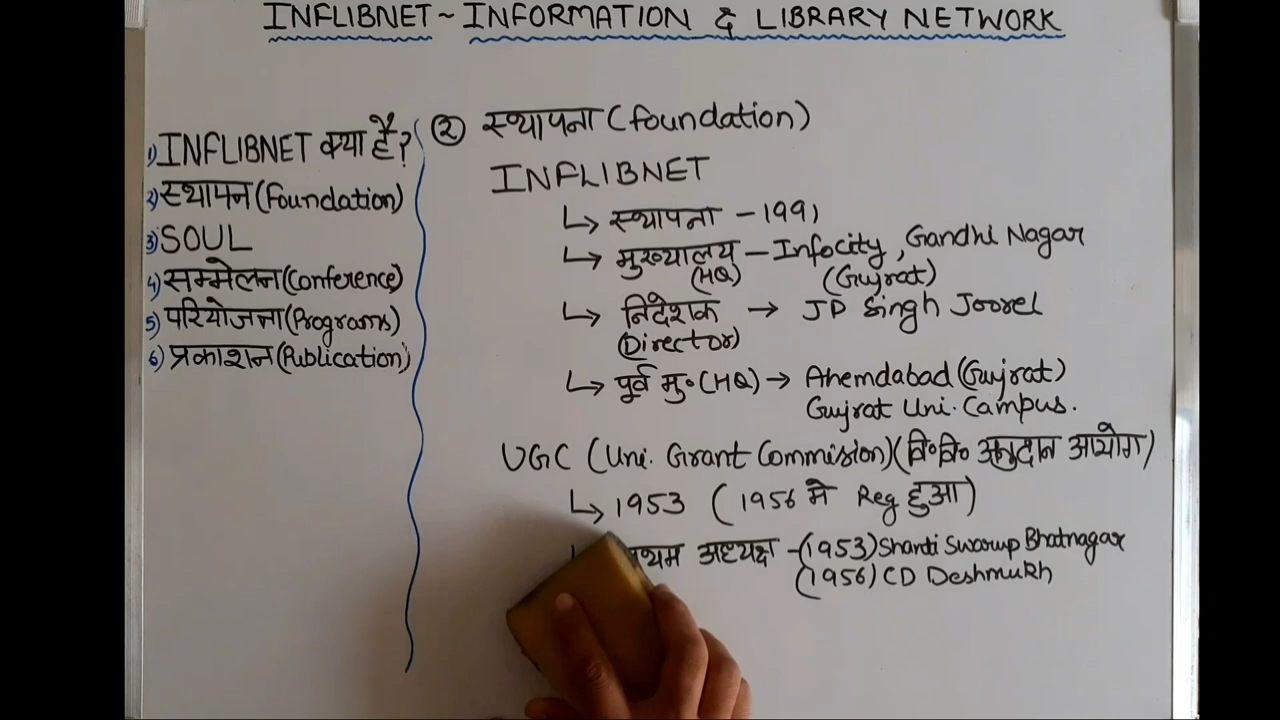 INFLIBNET ~ INFORMATION & LIBRARY NETWORK
1) INFLIBNET क्या है?
2) स्थापन (Foundation)
3) SOUL
4) सम्मेलन (Conference)
5) परियोजना (Programs)
6) प्रकाशन (Publication)
② स्थापना (foundation)
INFLIBNET
↳ स्थापना - 1991
↳ मुख्यालय - Infocity, Gandhi Nagar
(HQ) (Gujrat)
↳ निदेशक → JD Singh Joorel
(Director)
↳ पूर्व मु॰ (HQ) → Ahemdabad (Gujrat)
Gujrat Uni. Campus.
UGC (Uni. Grant Commission) (वि॰वि॰ अनुदान आयोग)
↳ 1953 (1956 मे Reg हुआ)
थम अध्यक्ष - (1953) Shanti Swarup Bhatnagar
(1956) CD Deshmukh